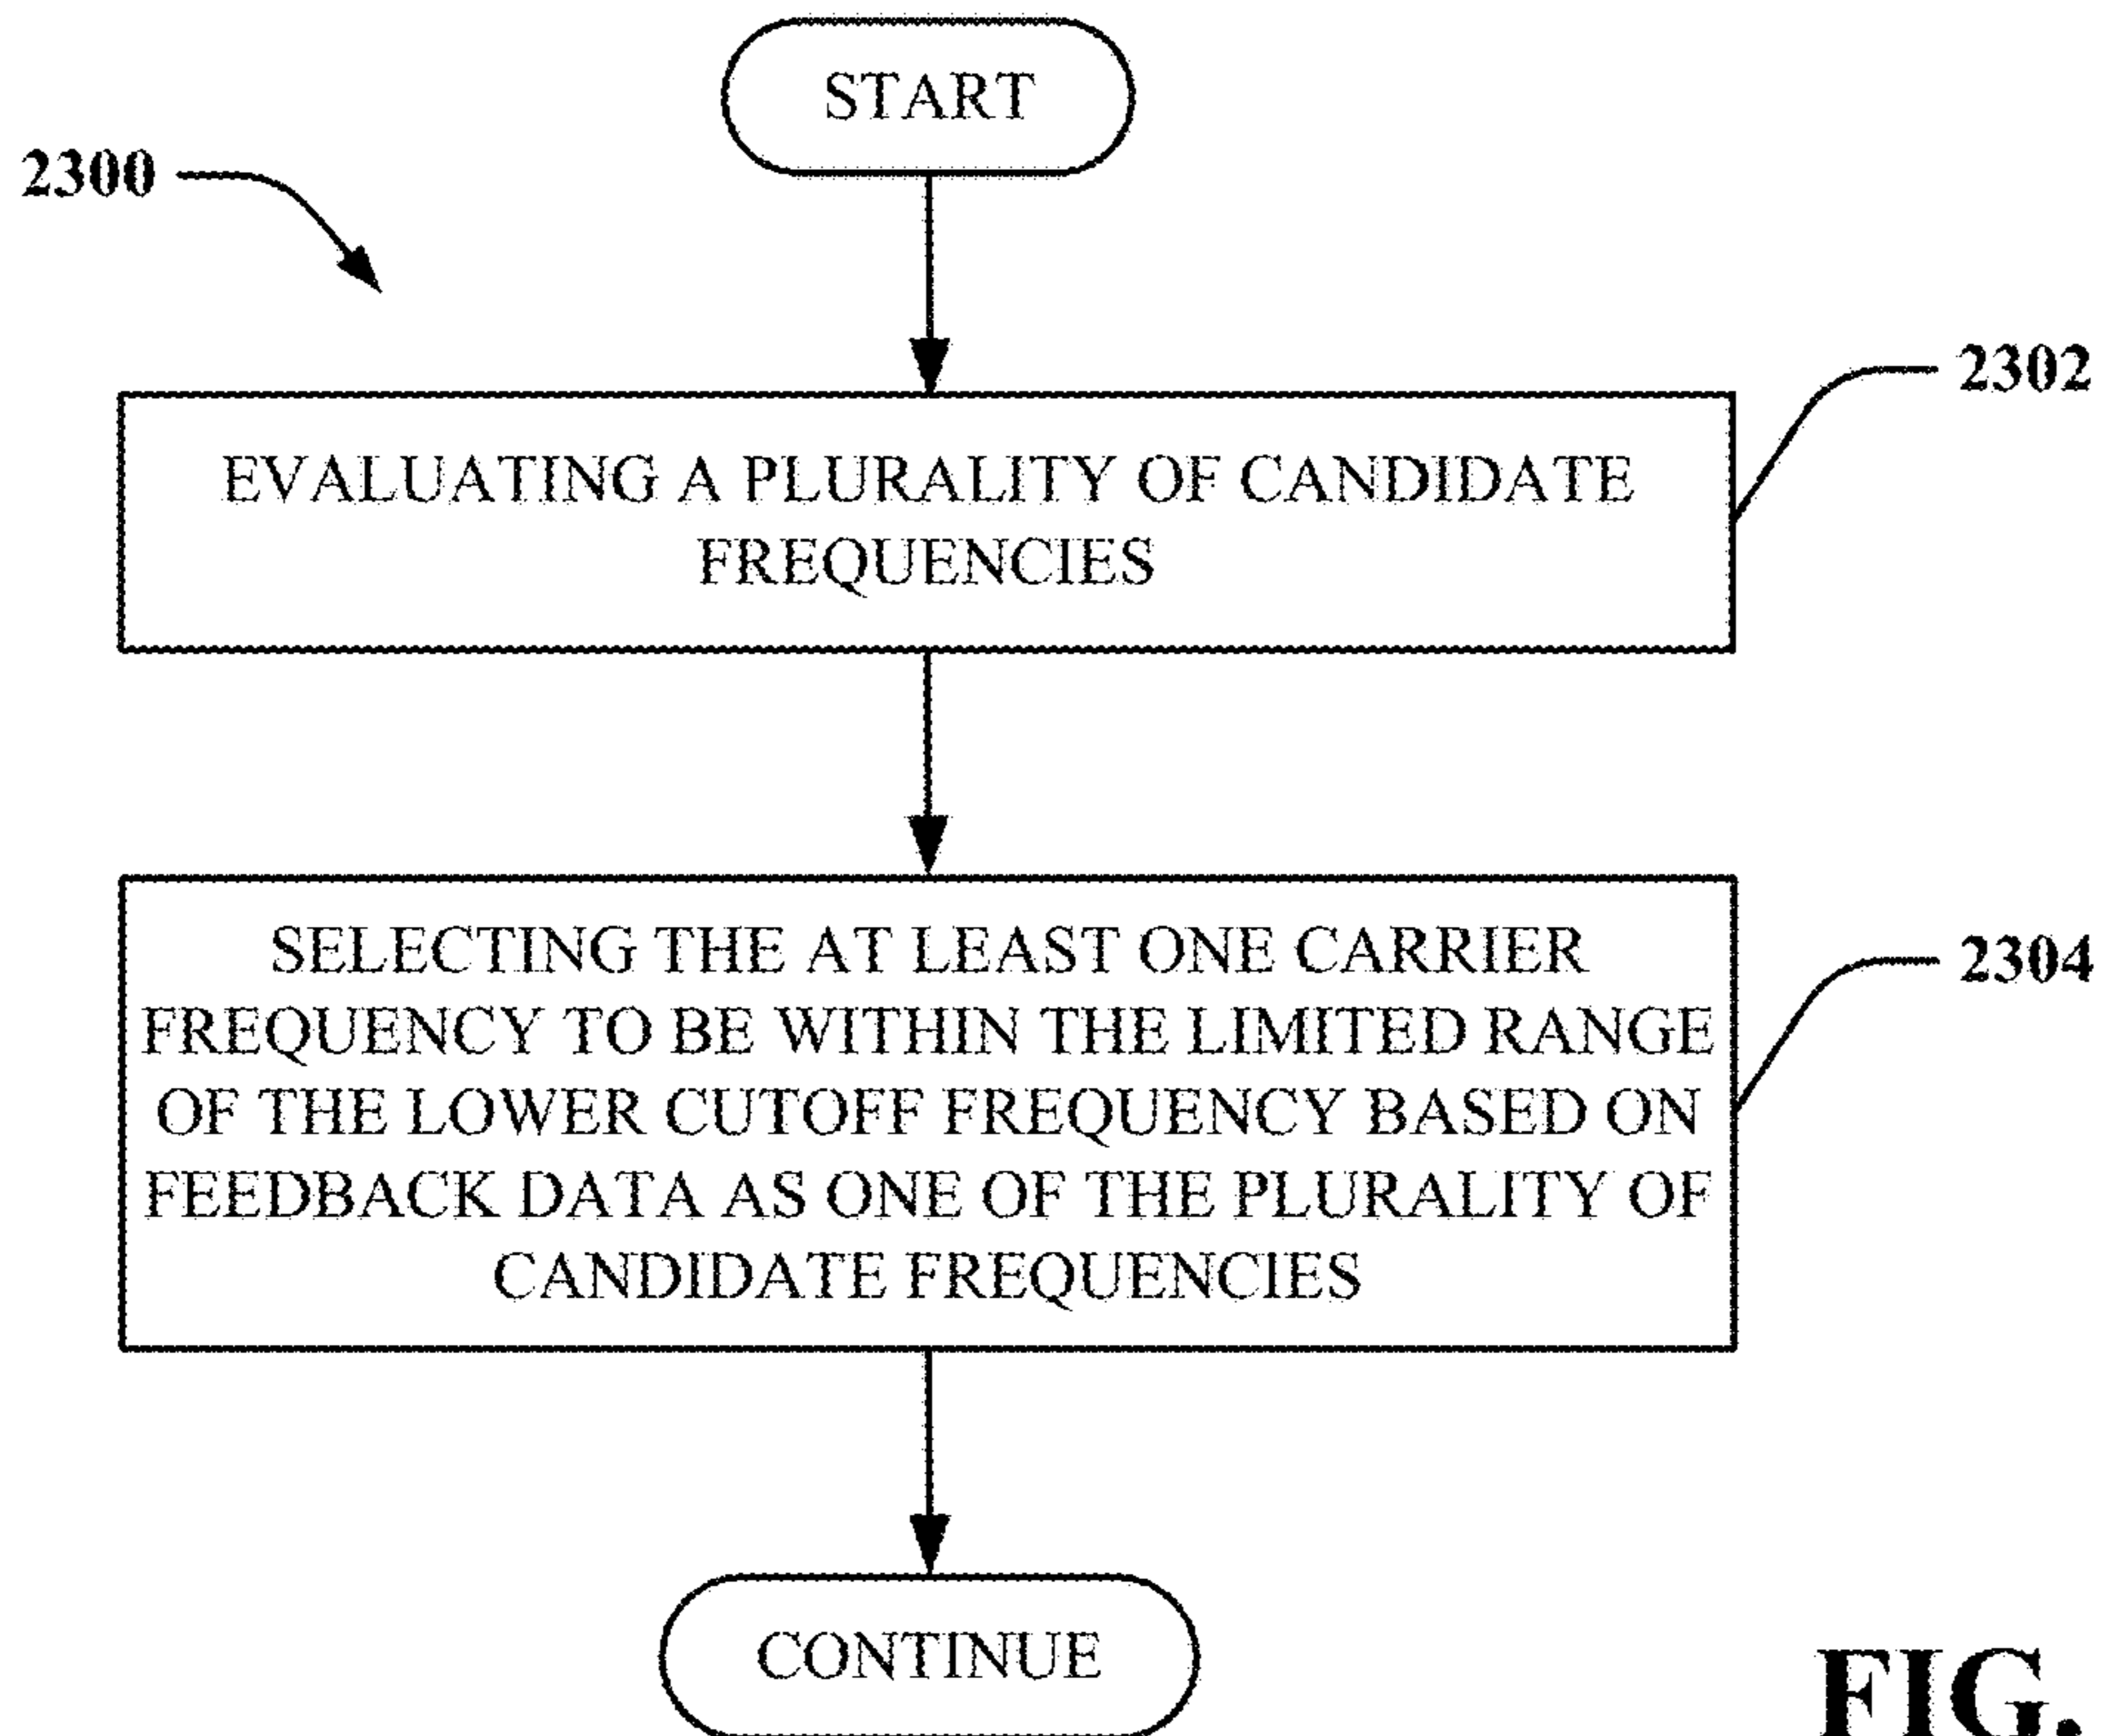 START
2300
2302
EVALUATING A PLURALITY OF CANDIDATE
FREQUENCIES
SELECTING THE AT LEAST ONE CARRIER
FREQUENCY TO BE WITHIN THE LIMITED RANGE
OF THE LOWER CUTOFF FREQUENCY BASED ON
FEEDBACK DATA AS ONE OF THE PLURALITY OF
CANDIDATE FREQUENCIES
2304
CONTINUE
FIG.